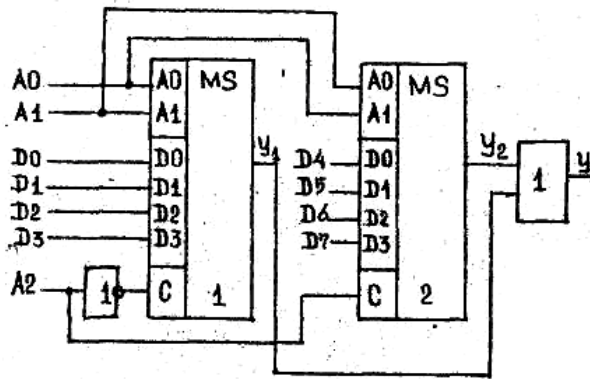 A0 A0 MS A0 MS
A1 A1 A1
D0 D0 y1 D4 D0 y2 y
D1 D1 D5 D1 1
D2 D2 D6 D2
D3 D3 D7 D3
A2 1 C 1 C 2